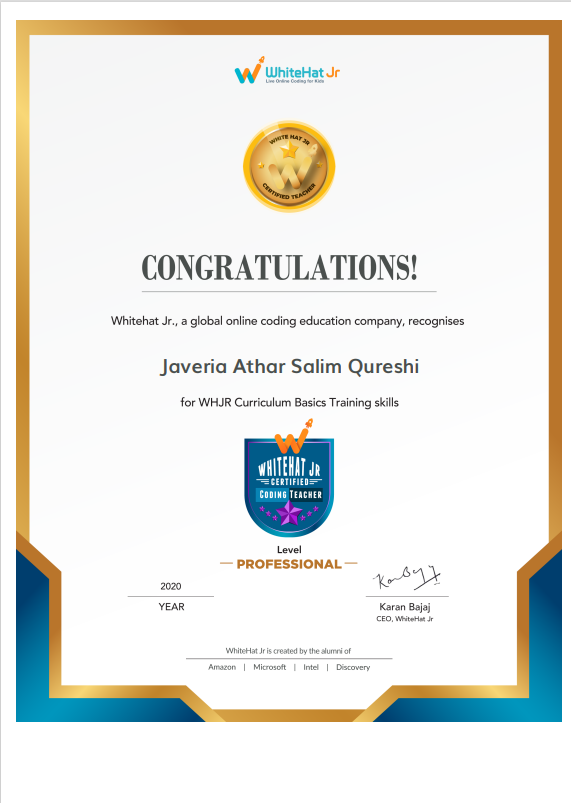 WhiteHat Jr
Live Online Coding for Kids
WHITE HAT JR
CERTIFIED TEACHER
CONGRATULATIONS!
Whitehat Jr., a global online coding education company, recognises
Javeria Athar Salim Qureshi
for WHJR Curriculum Basics Training skills
WHITEHAT JR
CERTIFIED
CODING TEACHER
Level
PROFESSIONAL
2020
YEAR
Karan Bajaj
CEO, WhiteHat Jr
WhiteHat Jr is created by the alumni of
Amazon | Microsoft | Intel | Discovery